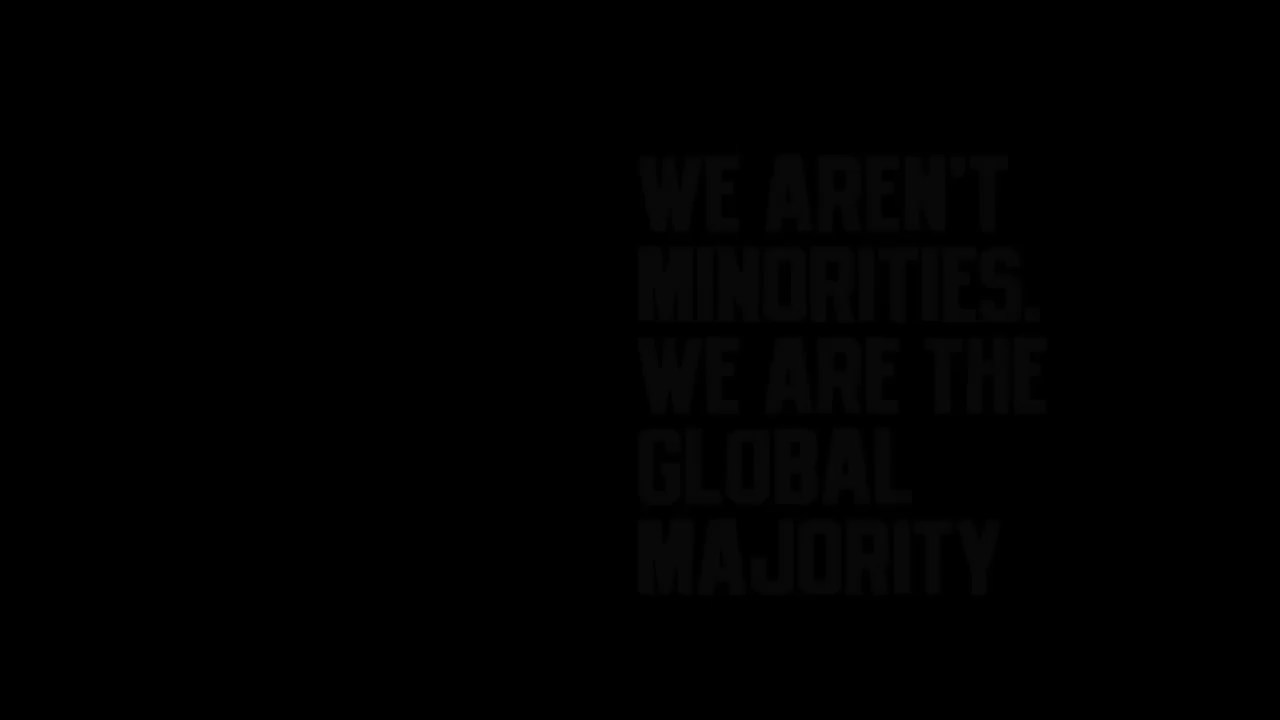 WE AREN'T
MINORITIES.
WE ARE THE
GLOBAL
MAJORITY